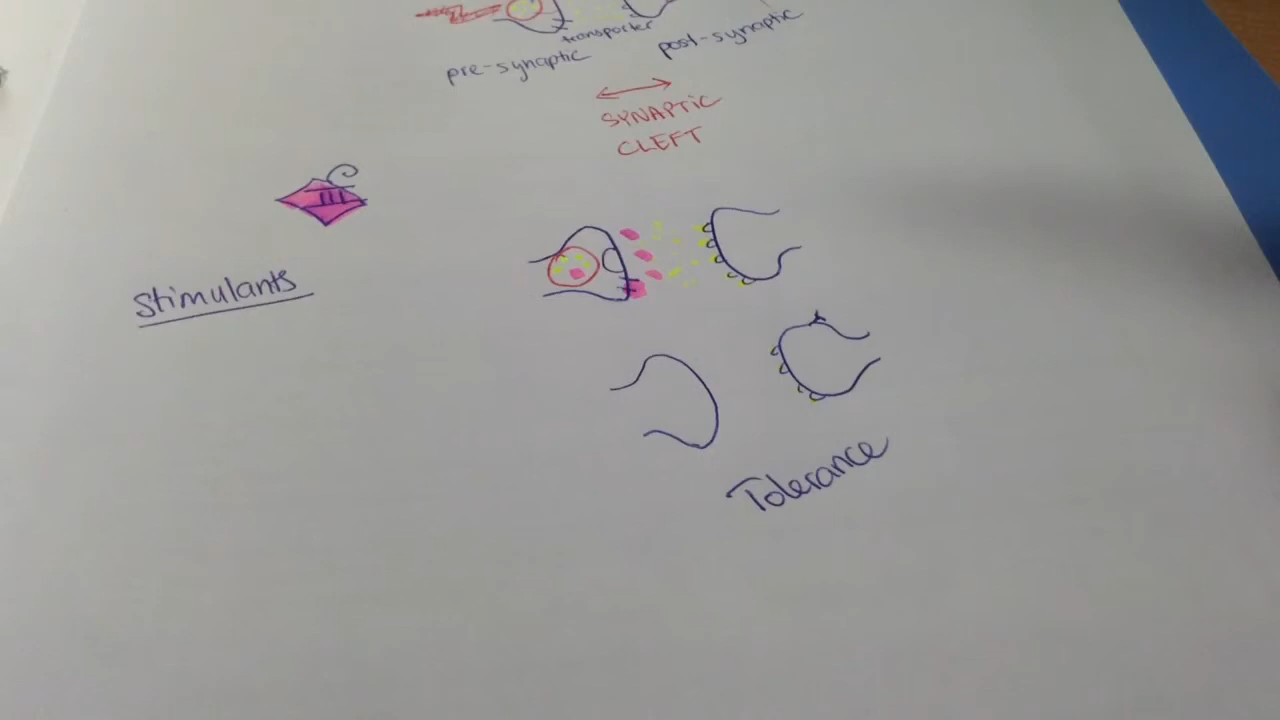 transporter
pre-synaptic
post-synaptic
SYNAPTIC
CLEFT
Stimulants
Tolerance